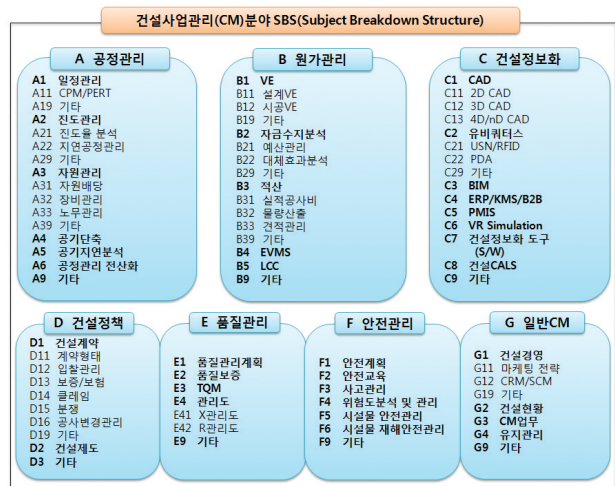 건설사업관리(CM)분야 SBS(Subject Breakdown Structure)
A 공정관리
A1 일정관리
A11 CPM/PERT
A19 기타
A2 진도관리
A21 진도율 분석
A22 지연공정관리
A29 기타
A3 자원관리
A31 자원배당
A32 장비관리
A33 노무관리
A39 기타
A4 공기단축
A5 공기지연분석
A6 공정관리 전산화
A9 기타
B 원가관리
B1 VE
B11 설계VE
B12 시공VE
B19 기타
B2 자금수지분석
B21 예산관리
B22 대체효과분석
B29 기타
B3 적산
B31 실적공사비
B32 물량산출
B33 견적관리
B39 기타
B4 EVMS
B5 LCC
B9 기타
C 건설정보화
C1 CAD
C11 2D CAD
C12 3D CAD
C13 4D/nD CAD
C2 유비쿼터스
C21 USN/RFID
C22 PDA
C29 기타
C3 BIM
C4 ERP/KMS/B2B
C5 PMIS
C6 VR Simulation
C7 건설정보화 도구
(S/W)
C8 건설CALS
C9 기타
D 건설정책
D1 건설계약
D11 계약형태
D12 입찰관리
D13 보증/보험
D14 클레임
D15 분쟁
D16 공사변경관리
D19 기타
D2 건설제도
D3 기타
E 품질관리
E1 품질관리계획
E2 품질보증
E3 TQM
E4 관리도
E41 X관리도
E42 R관리도
E9 기타
F 안전관리
F1 안전계획
F2 안전교육
F3 사고관리
F4 위험도분석 및 관리
F5 시설물 안전관리
F6 시설물 재해안전관리
F9 기타
G 일반CM
G1 건설경영
G11 마케팅 전략
G12 CRM/SCM
G19 기타
G2 건설현황
G3 CM업무
G4 유지관리
G9 기타